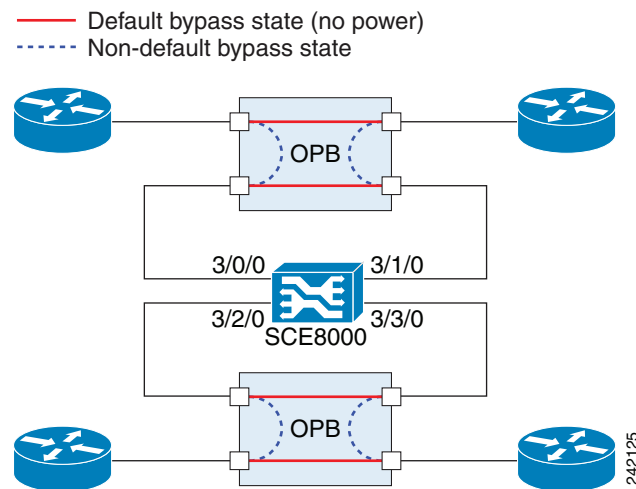 Default bypass state (no power)
Non-default bypass state
OPB
3/0/0 3/1/0
3/2/0 3/3/0
SCE8000
OPB
242125